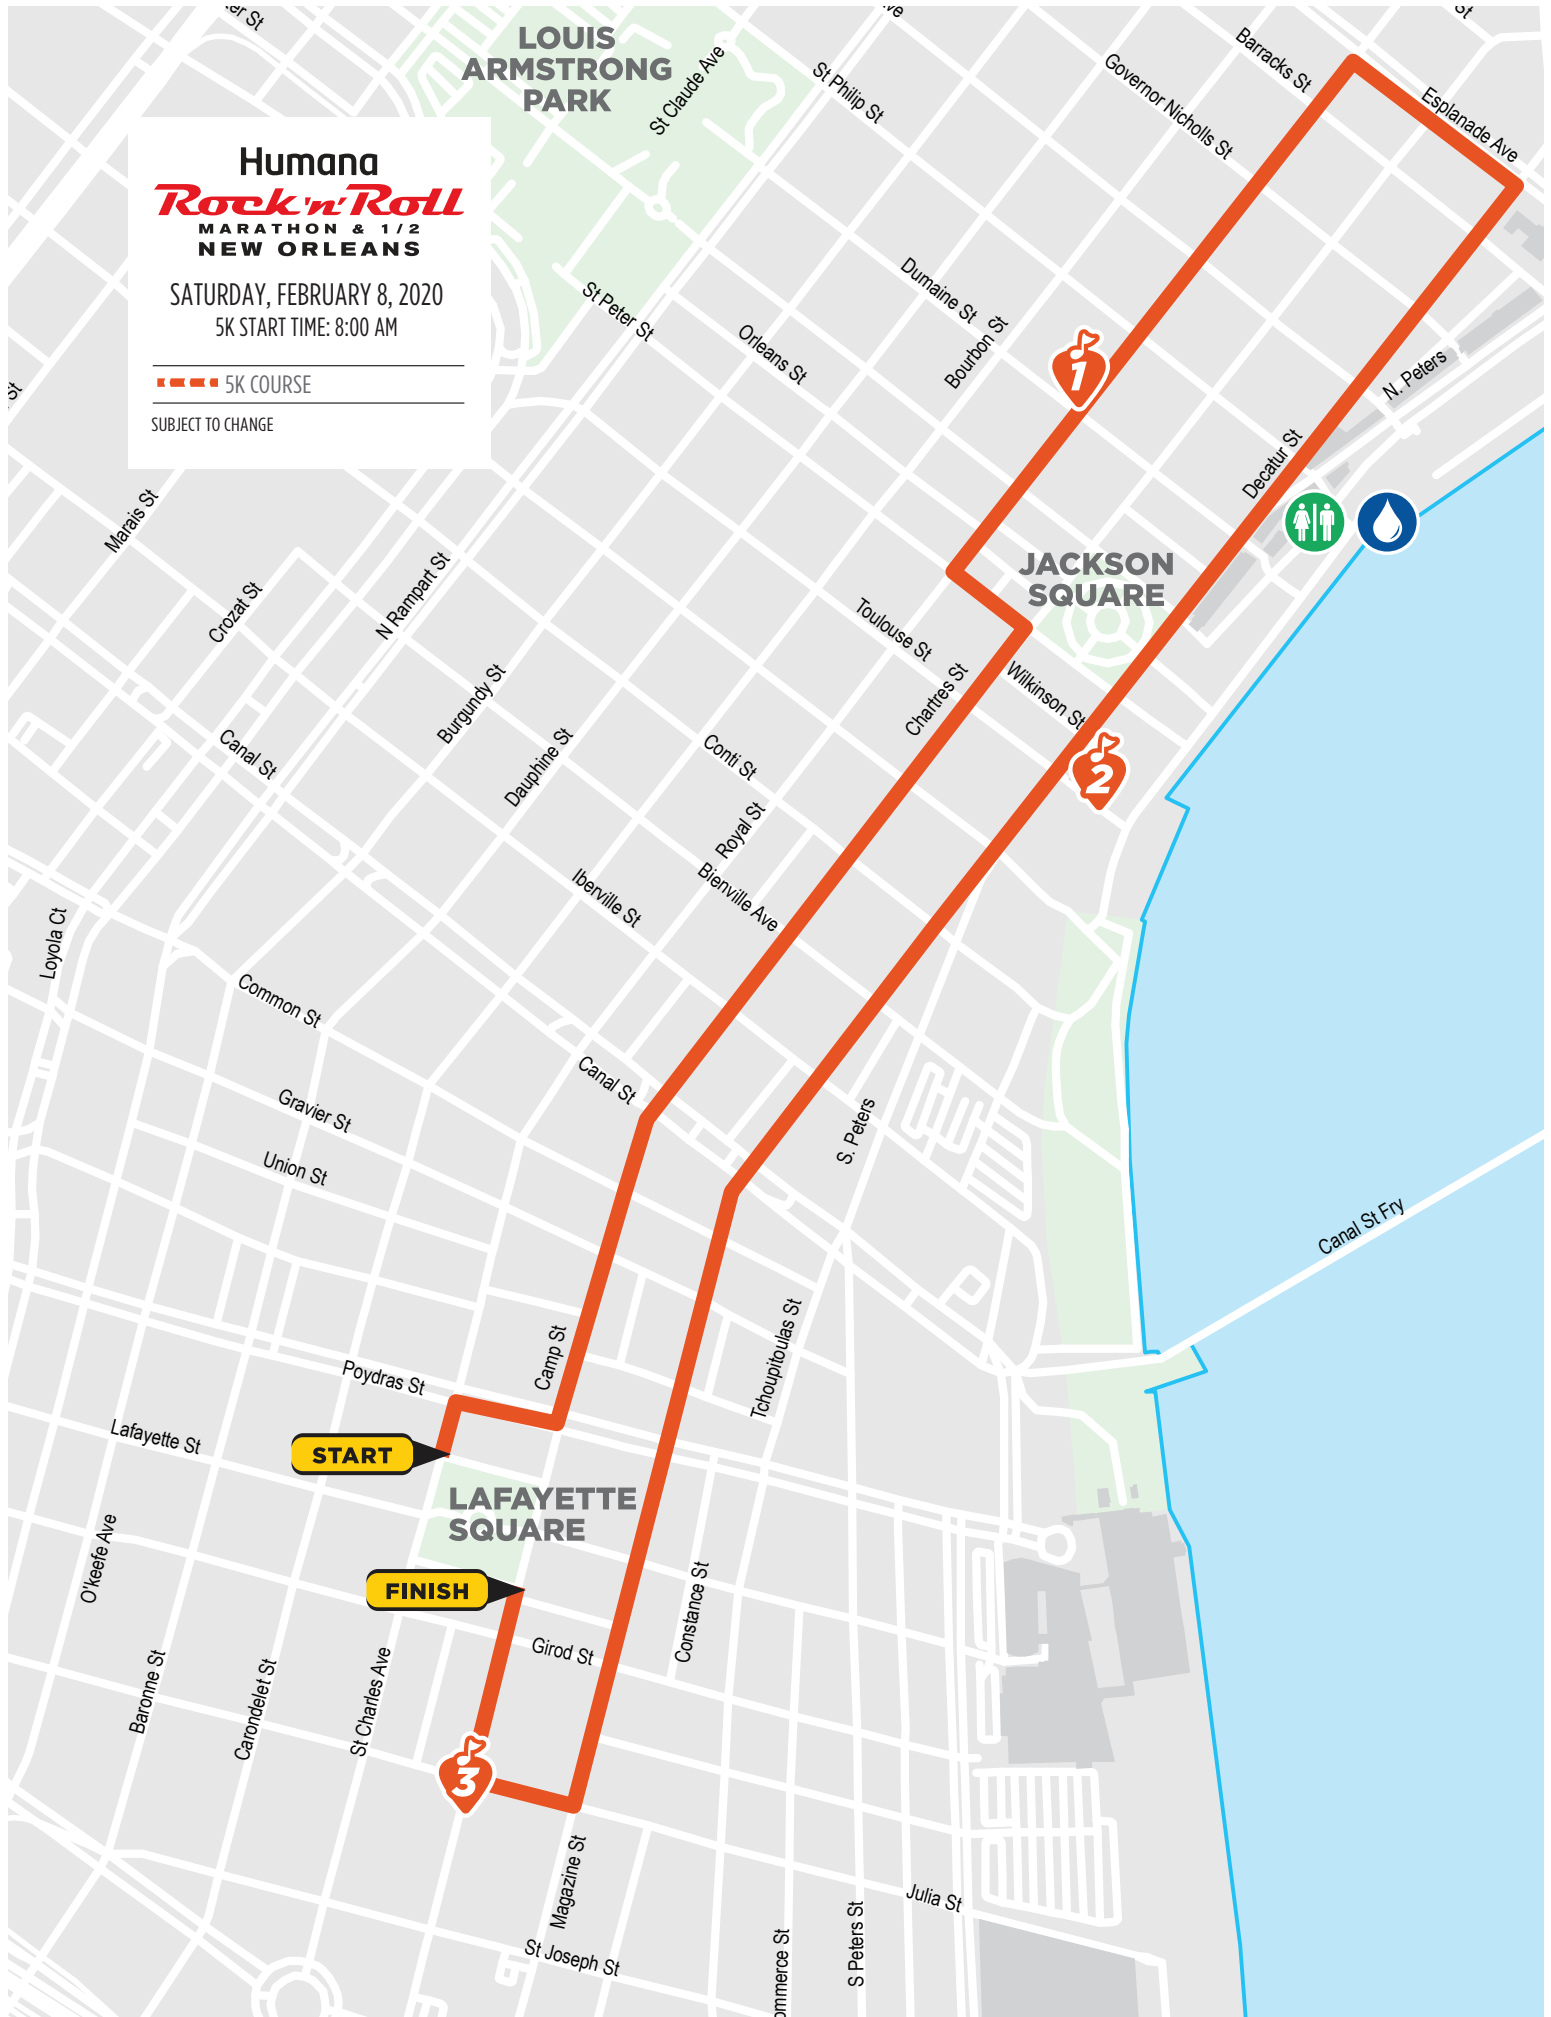 LOUIS
ARMSTRONG
PARK
St Claude Ave
St Philip St
Governor Nicholls St
Barracks St
Esplanade Ave
St
Humana
Rock 'n' Roll
MARATHON & 1/2
NEW ORLEANS
SATURDAY, FEBRUARY 8, 2020
5K START TIME: 8:00 AM
5K COURSE
SUBJECT TO CHANGE
St Peter St
Orleans St
Dumaine St
Bourbon St
1
N. Peters
Decatur St
St
Marais St
Crozat St
N Rampart St
JACKSON
SQUARE
Toulouse St
Wilkinson St
Chartres St
Burgundy St
Dauphine St
Canal St
Conti St
Royal St
Bienville Ave
Iberville St
2
Loyola Ct
Common St
Canal St
Gravier St
Union St
S. Peters
Canal St Fry
Camp St
Tchoupitoulas St
Poydras St
Lafayette St
START
LAFAYETTE
SQUARE
FINISH
O'keefe Ave
Constance St
Girod St
Baronne St
Carondelet St
St Charles Ave
3
Magazine St
Julia St
St Joseph St
S Peters St
ommerce St